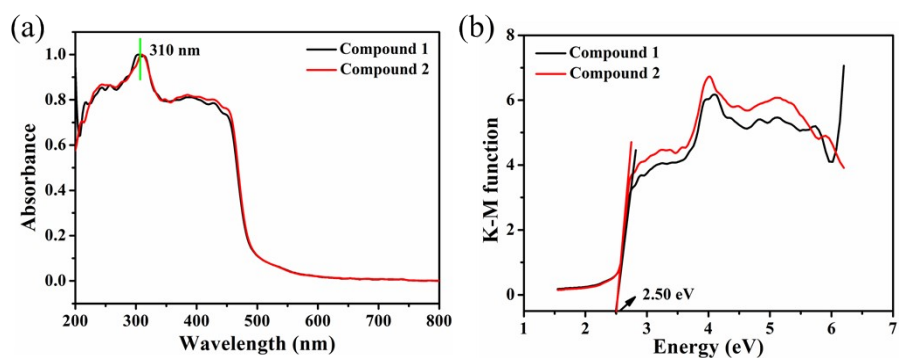 (a)
310 nm
Compound 1
Compound 2
Absorbance
1.0
0.8
0.6
0.4
0.2
0.0
200 300 400 500 600 700 800
Wavelength (nm)
(b)
Compound 1
Compound 2
K-M function
6
4
2
0
2.50 eV
1 2 3 4 5 6 7
Energy (eV)